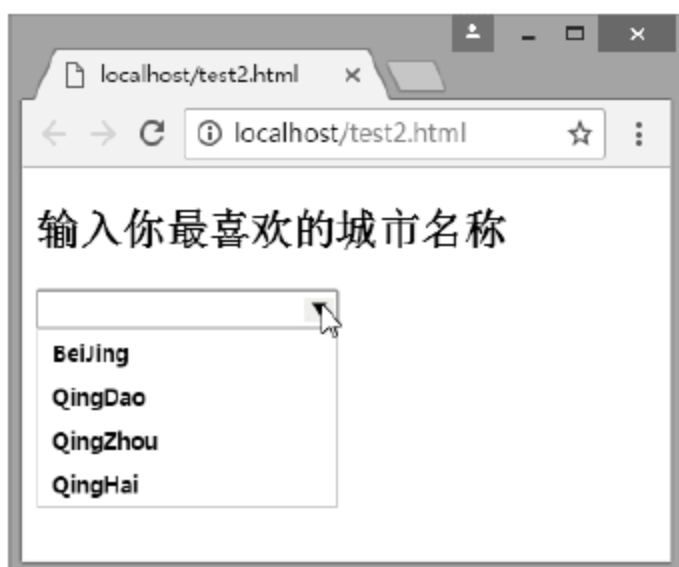 localhost/test2.html
localhost/test2.html
输入你最喜欢的城市名称
BeiJing
QingDao
QingZhou
QingHai